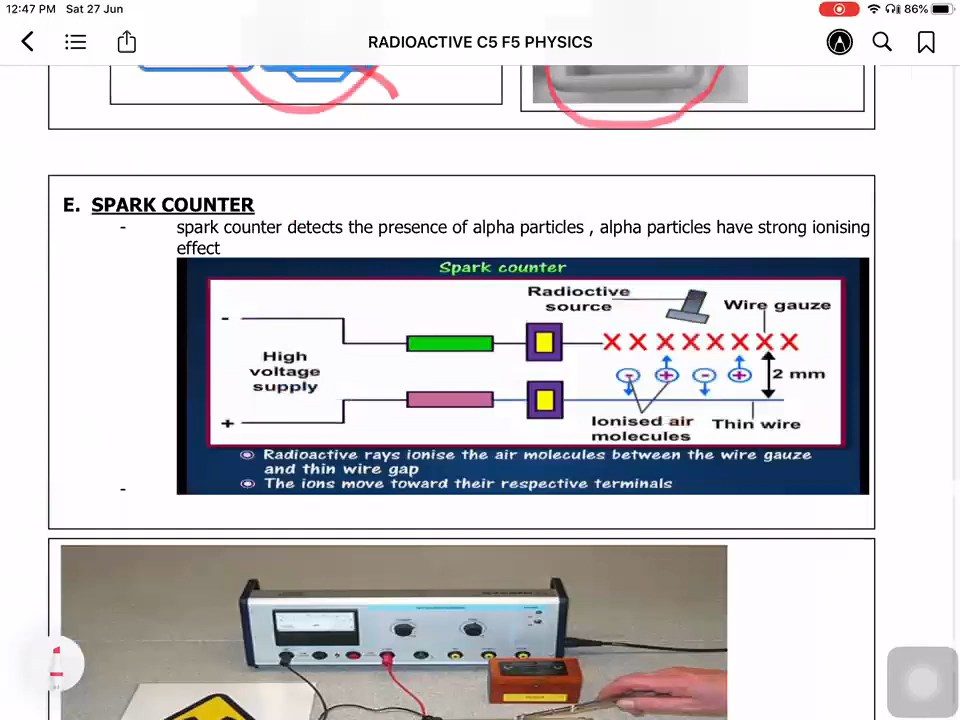 12:47 PM Sat 27 Jun
86%
RADIOACTIVE C5 F5 PHYSICS
E. SPARK COUNTER
- spark counter detects the presence of alpha particles , alpha particles have strong ionising
effect
Spark counter
Radioctive
source
Wire gauze
-
High
voltage
supply
+
2 mm
Ionised air
molecules
Thin wire
Radioactive rays ionise the air molecules between the wire gauze
and thin wire gap
The ions move toward their respective terminals
-